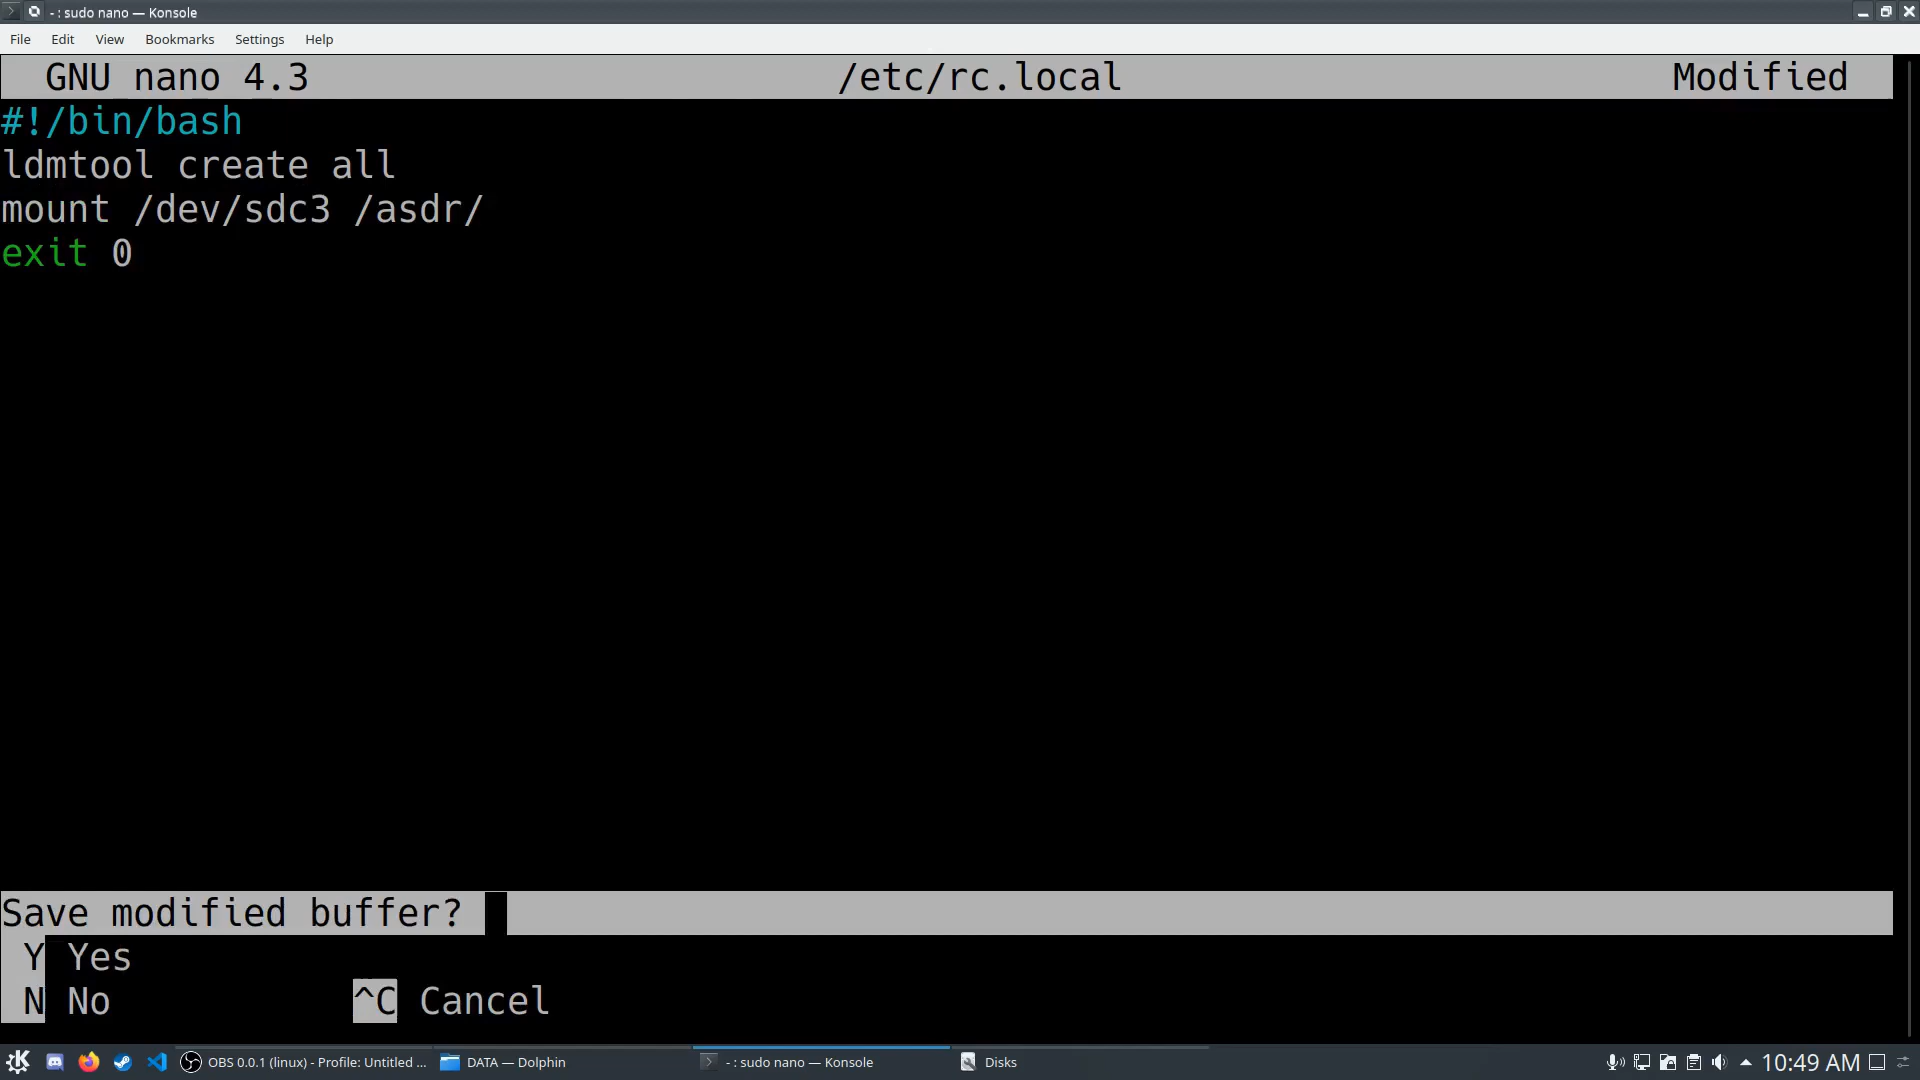 - : sudo nano — Konsole
File Edit View Bookmarks Settings Help
GNU nano 4.3 /etc/rc.local Modified
#!/bin/bash
ldmtool create all
mount /dev/sdc3 /asdr/
exit 0
Save modified buffer?
Y Yes
N No ^C Cancel
OBS 0.0.1 (linux) - Profile: Untitled ... DATA — Dolphin - : sudo nano — Konsole Disks 10:49 AM